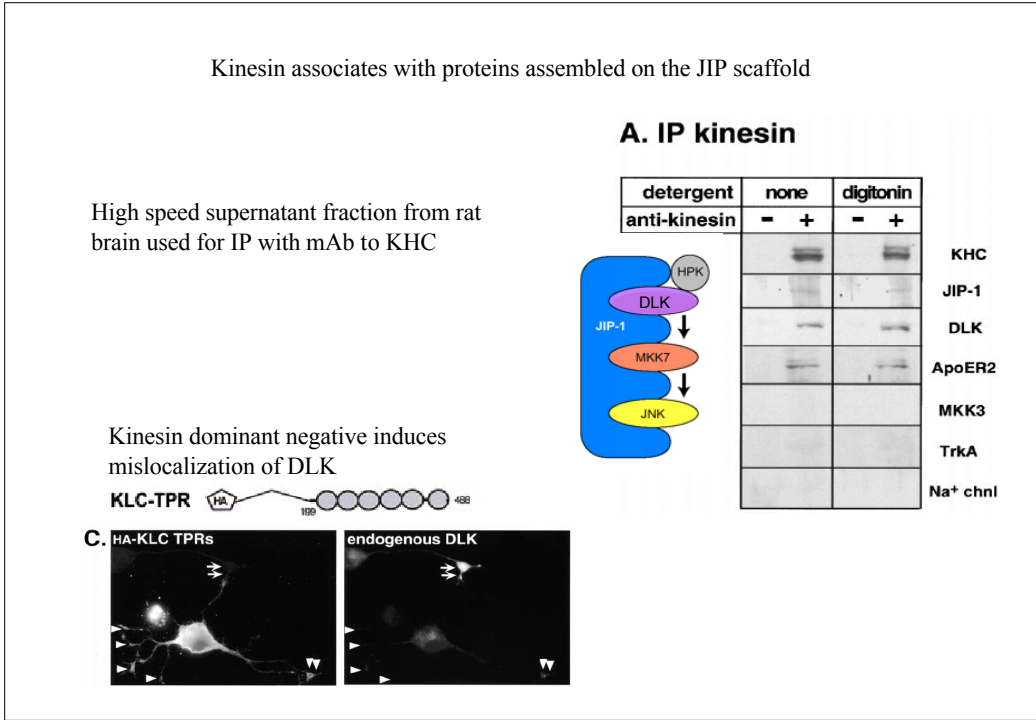 Kinesin associates with proteins assembled on the JIP scaffold
A. IP kinesin
detergent none digitonin
anti-kinesin - + - +
KHC
JIP-1
DLK
ApoER2
MKK3
TrkA
Na+ chnl
High speed supernatant fraction from rat
brain used for IP with mAb to KHC
HPK
DLK
JIP-1
MKK7
JNK
Kinesin dominant negative induces
mislocalization of DLK
KLC-TPR HA 199 488
C. HA-KLC TPRs endogenous DLK